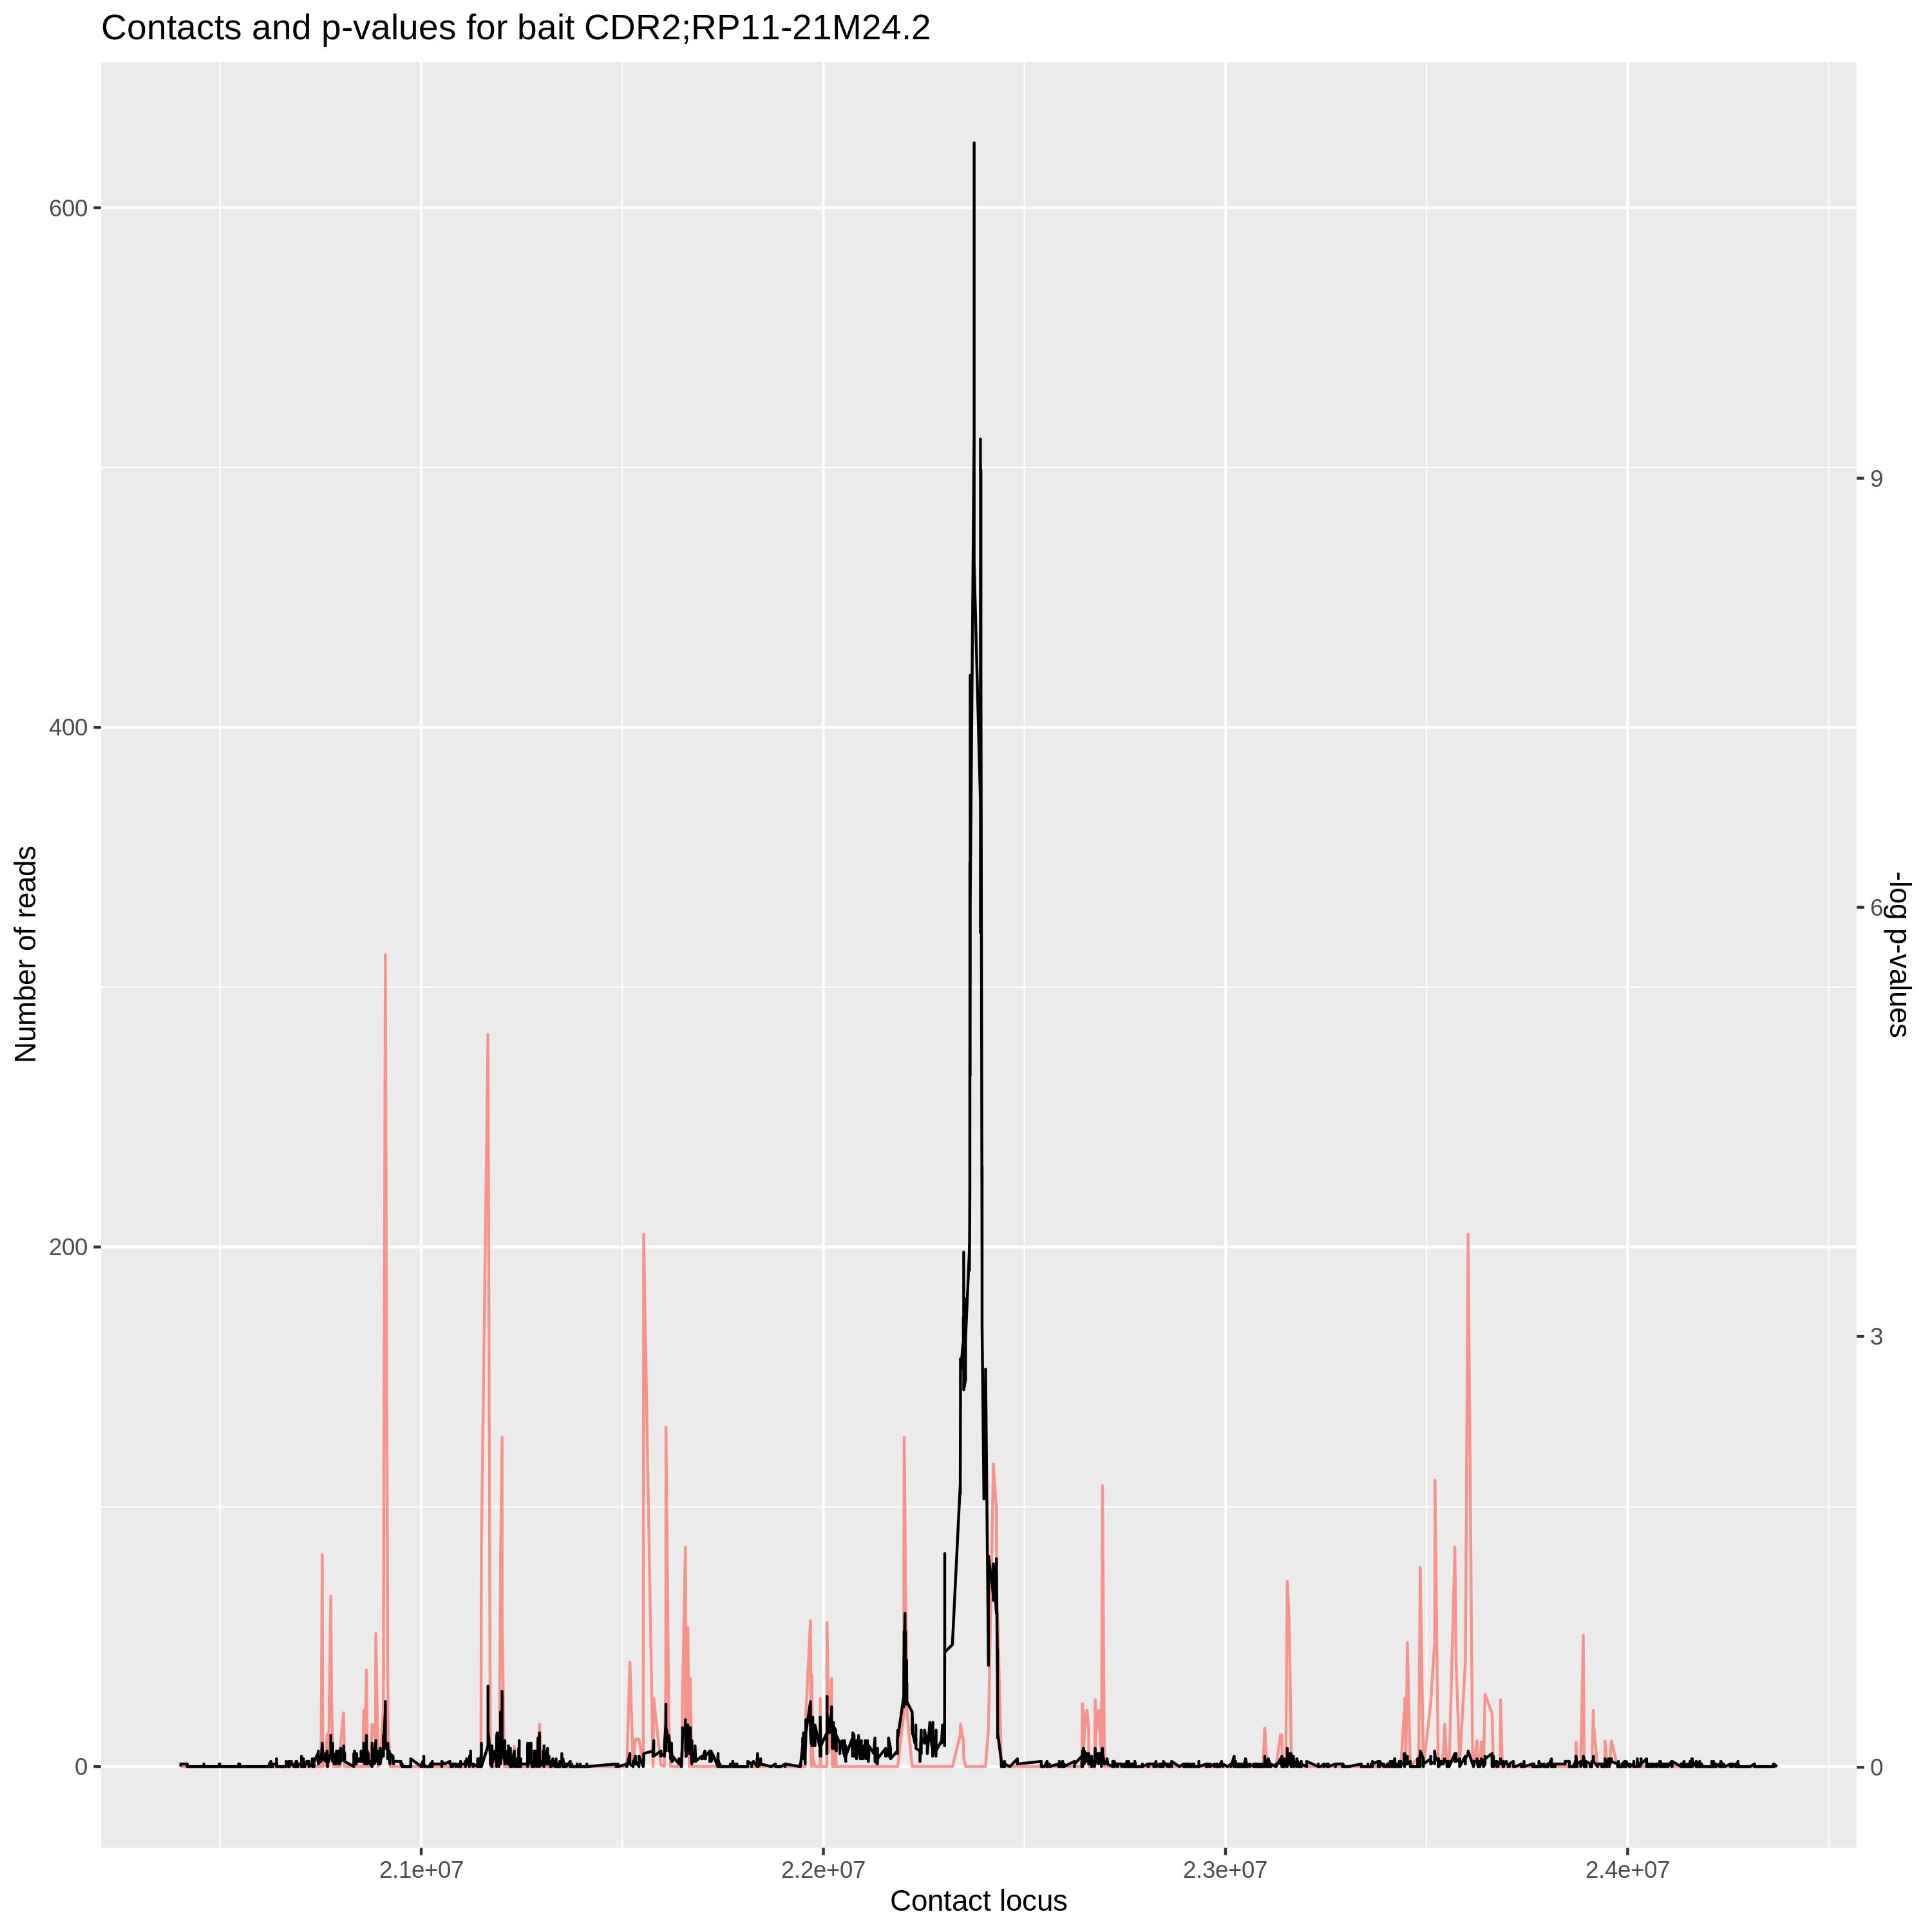 Contacts and p-values for bait CDR2;RP11-21M24.2
Number of reads
600
400
200
0
9
6
3
0
-log p-values
2.1e+07 2.2e+07 2.3e+07 2.4e+07
Contact locus